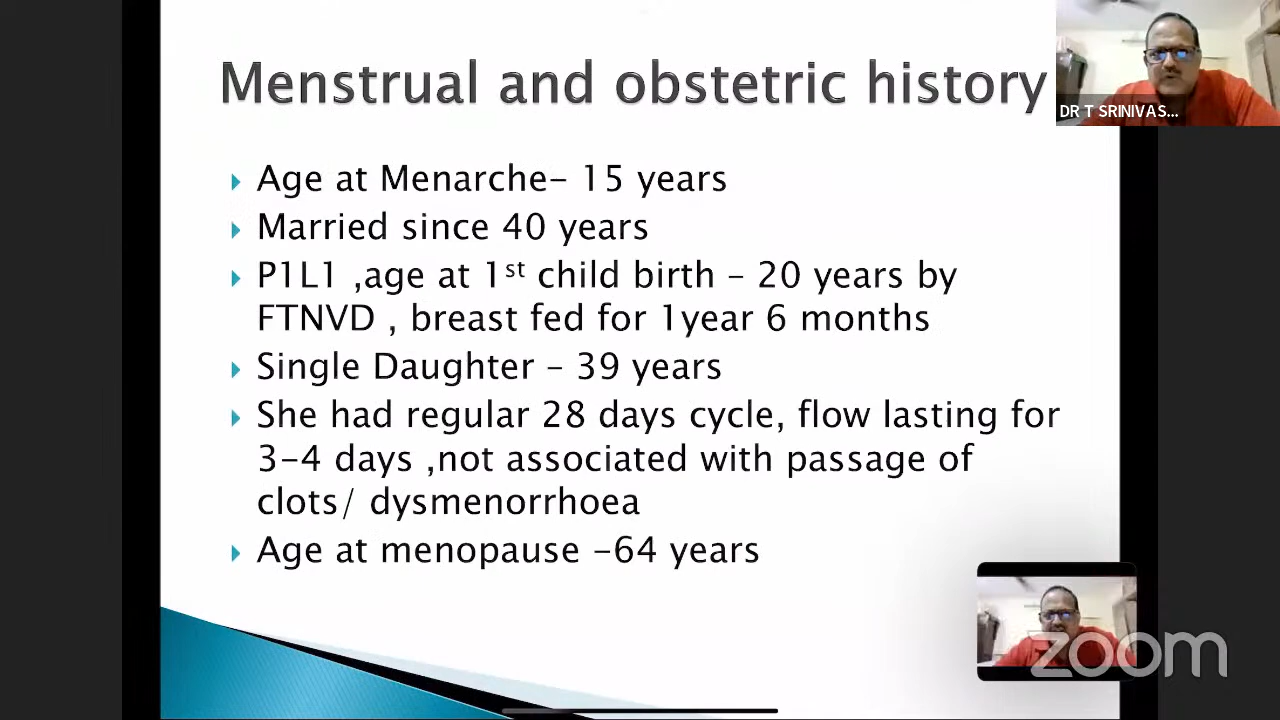 Menstrual and obstetric history
DR T SRINIVAS...
Age at Menarche- 15 years
Married since 40 years
P1L1 ,age at 1st child birth – 20 years by
FTNVD , breast fed for 1year 6 months
Single Daughter – 39 years
She had regular 28 days cycle, flow lasting for
3-4 days ,not associated with passage of
clots/ dysmenorrhoea
Age at menopause -64 years
zoom